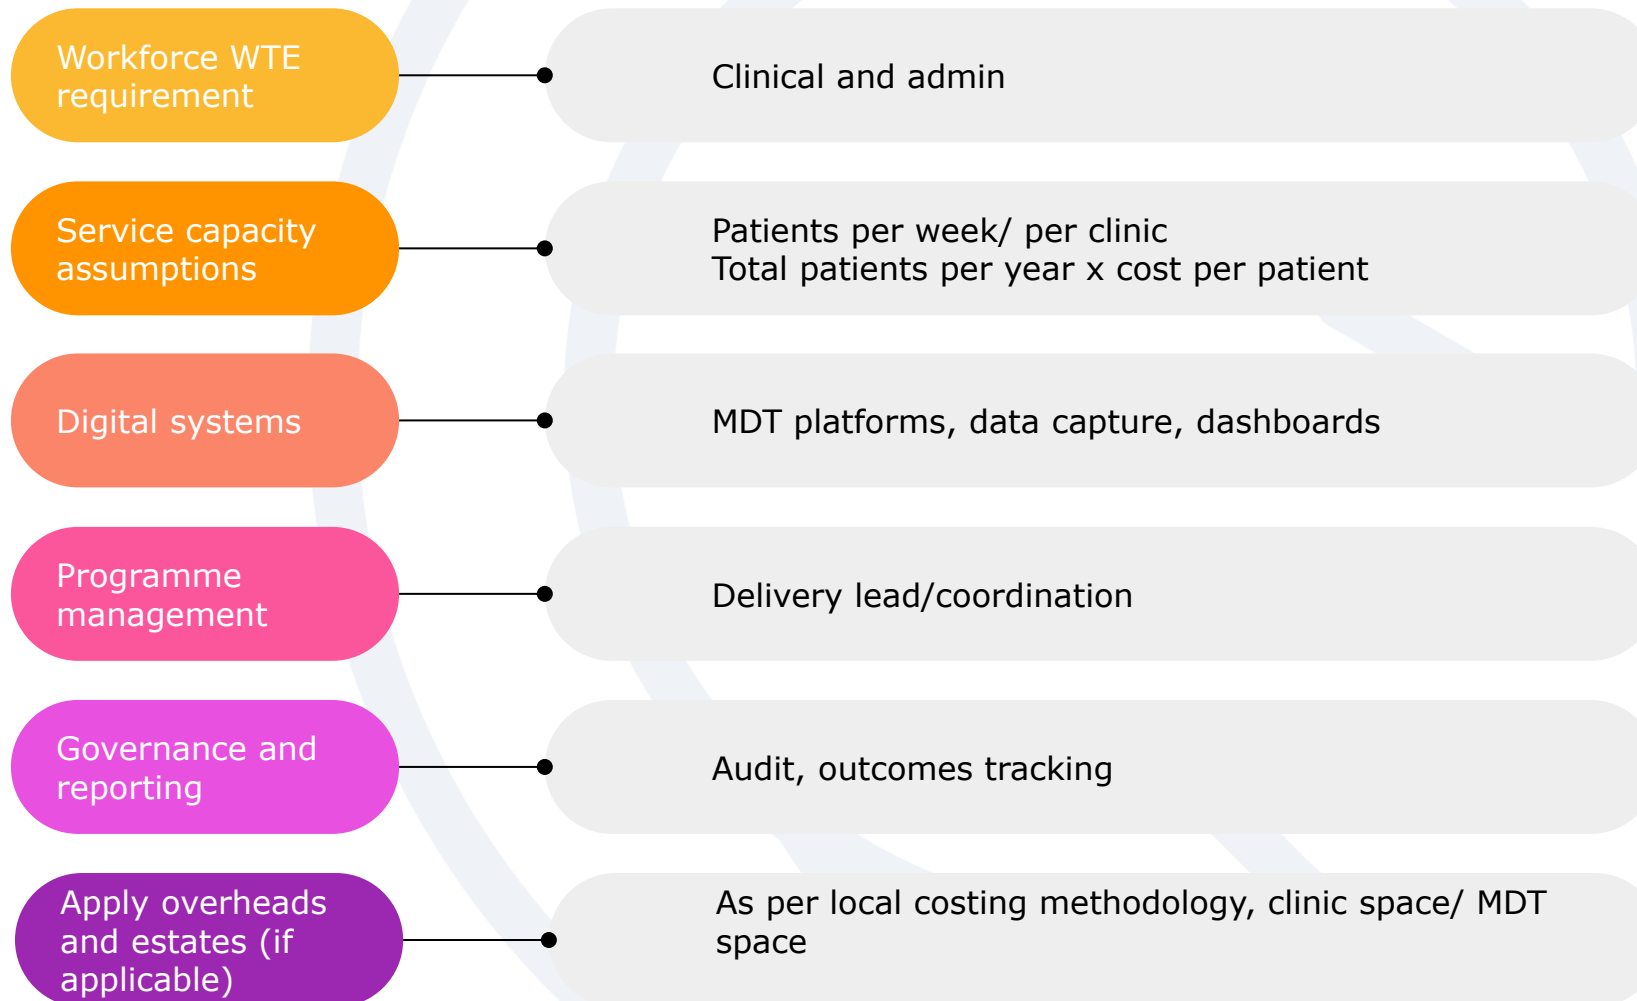 Workforce WTE
requirement
Clinical and admin
Service capacity
assumptions
Patients per week/ per clinic
Total patients per year x cost per patient
Digital systems
MDT platforms, data capture, dashboards
Programme
management
Delivery lead/coordination
Governance and
reporting
Audit, outcomes tracking
Apply overheads
and estates (if
applicable)
As per local costing methodology, clinic space/ MDT
space